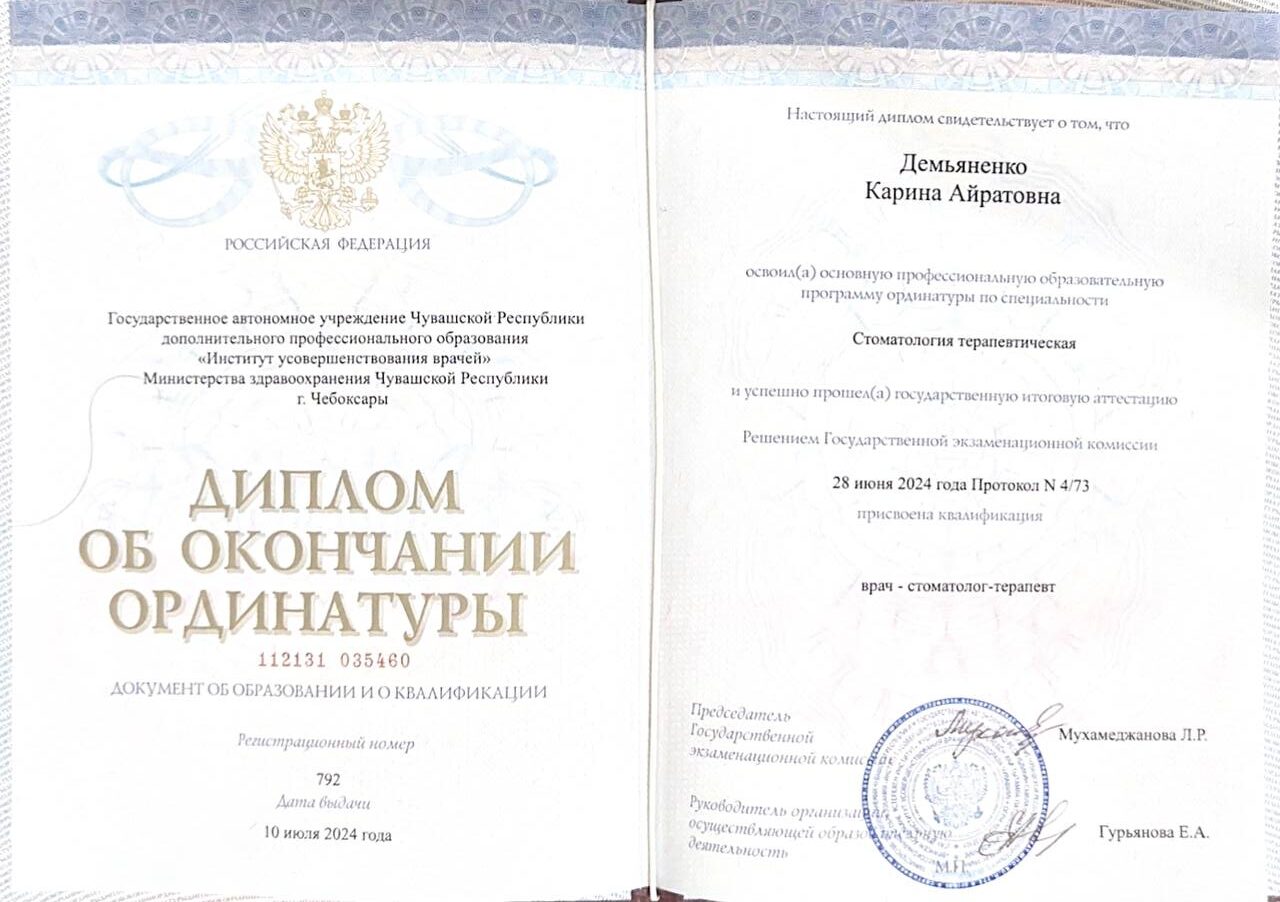 РОССИЙСКАЯ ФЕДЕРАЦИЯ
Государственное автономное учреждение Чувашской Республики
дополнительного профессионального образования
«Институт усовершенствования врачей»
Министерства здравоохранения Чувашской Республики
г. Чебоксары
ДИПЛОМ
ОБ ОКОНЧАНИИ
ОРДИНАТУРЫ
112131 035460
ДОКУМЕНТ ОБ ОБРАЗОВАНИИ И О КВАЛИФИКАЦИИ
Регистрационный номер
792
Дата выдачи
10 июля 2024 года
Настоящий диплом свидетельствует о том, что
Демьяненко
Карина Айратовна
освоил(а) основную профессиональную образовательную
программу ординатуры по специальности
Стоматология терапевтическая
и успешно прошел(а) государственную итоговую аттестацию
Решением Государственной экзаменационной комиссии
28 июня 2024 года Протокол N 4/73
присвоена квалификация
врач - стоматолог-терапевт
Председатель
Государственной
экзаменационной комиссии
Мухамеджанова Л.Р.
Руководитель организации,
осуществляющей образовательную
деятельность
Гурьянова Е.А.
М.П.